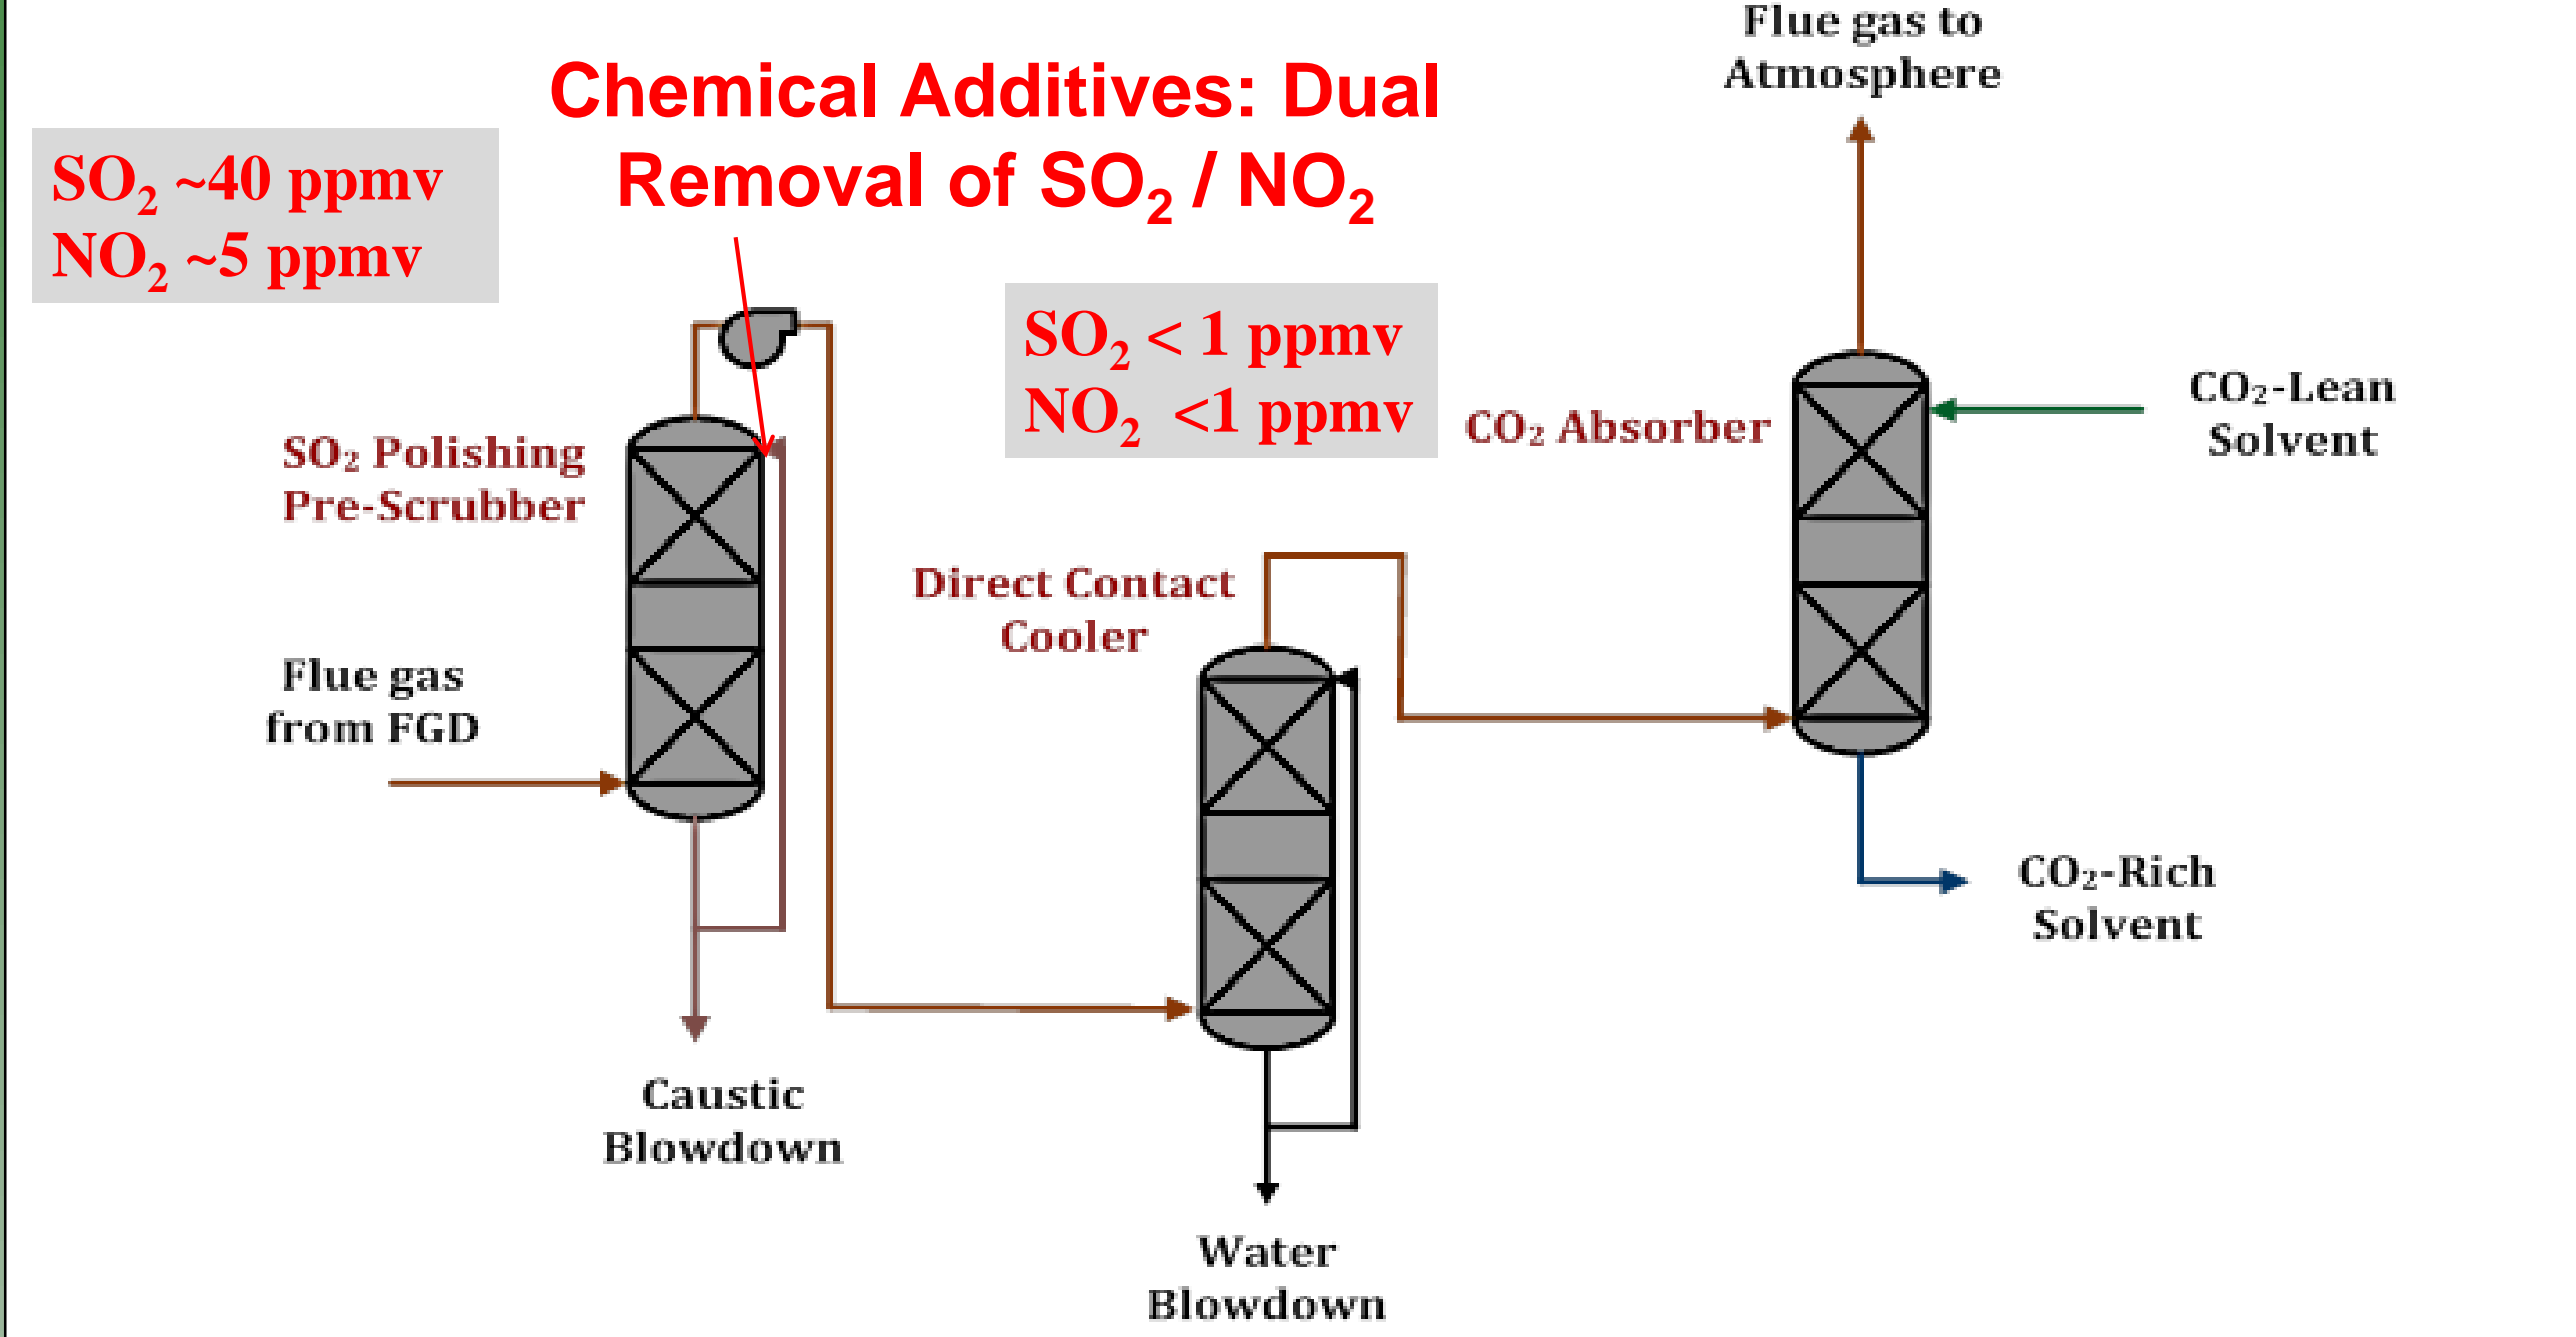 Flue gas to
Atmosphere
Chemical Additives: Dual
Removal of SO₂ / NO₂
SO₂ ~40 ppmv
NO₂ ~5 ppmv
SO₂ < 1 ppmv
NO₂ <1 ppmv
CO₂ Absorber
CO₂-Lean
Solvent
SO₂ Polishing
Pre-Scrubber
Direct Contact
Cooler
Flue gas
from FGD
CO₂-Rich
Solvent
Caustic
Blowdown
Water
Blowdown